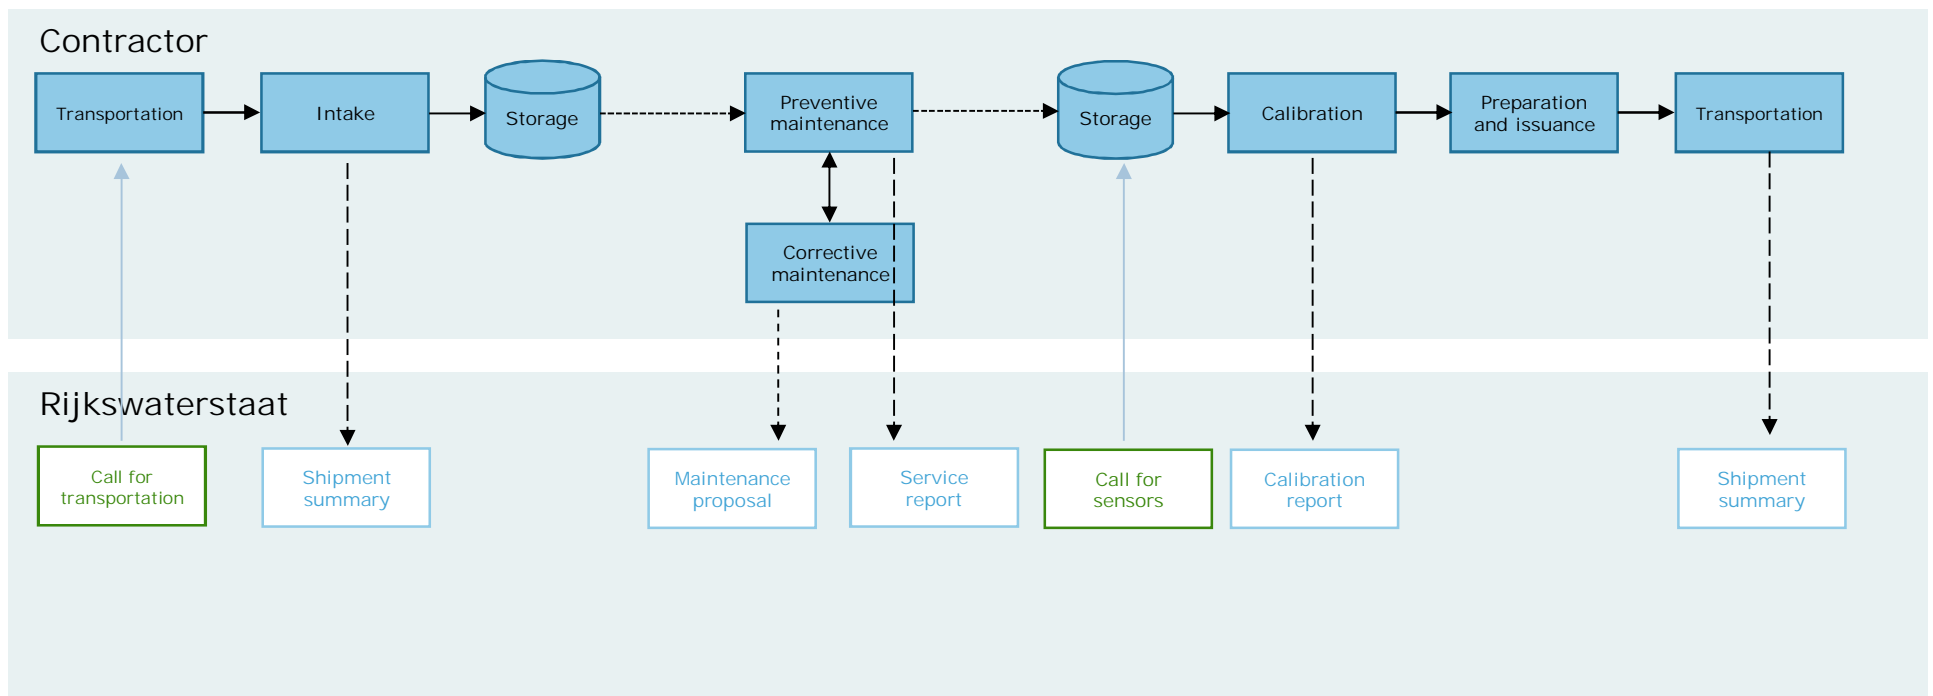 Contractor
Transportation
Intake
Storage
Preventive
maintenance
Storage
Calibration
Preparation
and issuance
Transportation
Corrective
maintenance
Rijkswaterstaat
Call for
transportation
Shipment
summary
Maintenance
proposal
Service
report
Call for
sensors
Calibration
report
Shipment
summary